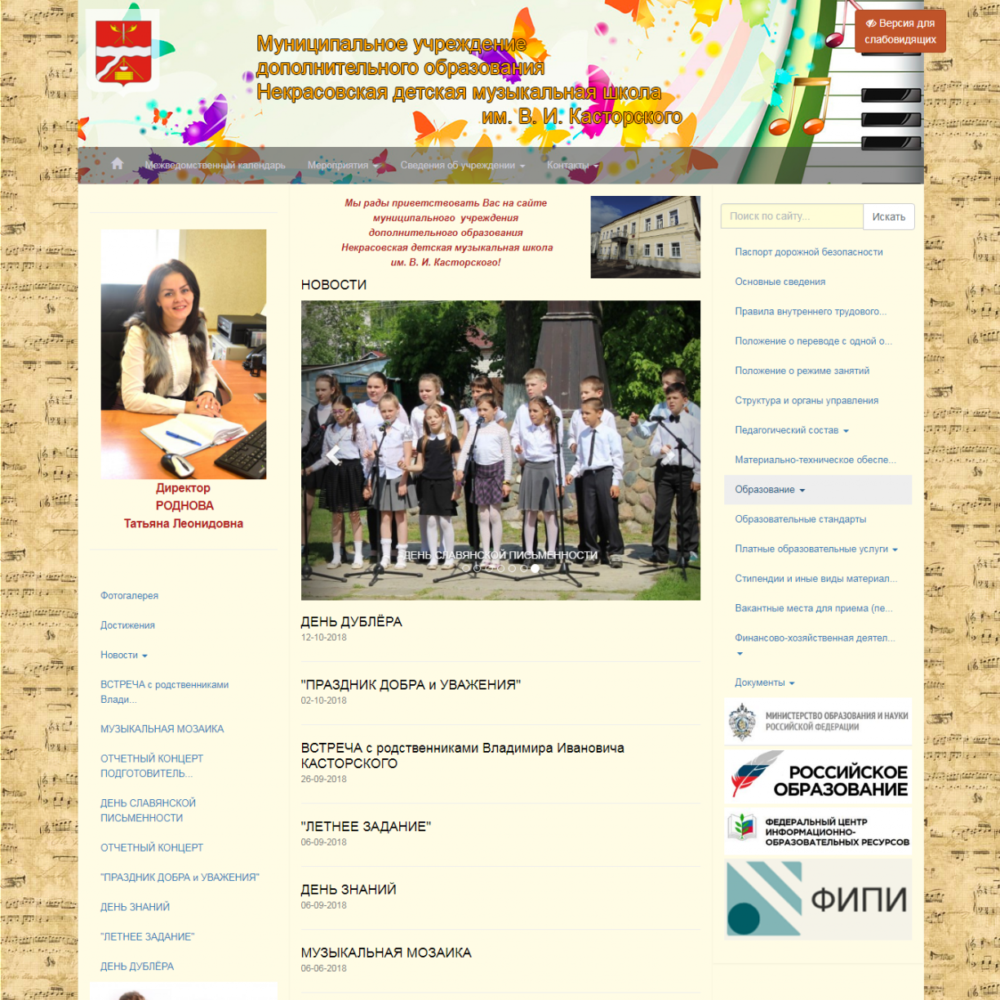 Версия для
слабовидящих
Муниципальное учреждение
дополнительного образования
Некрасовская детская музыкальная школа
им. В. И. Касторского
Межведомственный календарь
Мероприятия
Сведения об учреждении
Контакты
Директор
РОДНОВА
Татьяна Леонидовна
Фотогалерея
Достижения
Новости
ВСТРЕЧА с родственниками
Влади...
МУЗЫКАЛЬНАЯ МОЗАИКА
ОТЧЕТНЫЙ КОНЦЕРТ
ПОДГОТОВИТЕЛЬ...
ДЕНЬ СЛАВЯНСКОЙ
ПИСЬМЕННОСТИ
ОТЧЕТНЫЙ КОНЦЕРТ
"ПРАЗДНИК ДОБРА и УВАЖЕНИЯ"
ДЕНЬ ЗНАНИЙ
"ЛЕТНЕЕ ЗАДАНИЕ"
ДЕНЬ ДУБЛЁРА
Мы рады приветствовать Вас на сайте
муниципального учреждения
дополнительного образования
Некрасовская детская музыкальная школа
им. В. И. Касторского!
НОВОСТИ
ДЕНЬ СЛАВЯНСКОЙ ПИСЬМЕННОСТИ
ДЕНЬ ДУБЛЁРА
12-10-2018
"ПРАЗДНИК ДОБРА и УВАЖЕНИЯ"
02-10-2018
ВСТРЕЧА с родственниками Владимира Ивановича
КАСТОРСКОГО
26-09-2018
"ЛЕТНЕЕ ЗАДАНИЕ"
06-09-2018
ДЕНЬ ЗНАНИЙ
06-09-2018
МУЗЫКАЛЬНАЯ МОЗАИКА
06-06-2018
Поиск по сайту...
Искать
Паспорт дорожной безопасности
Основные сведения
Правила внутреннего трудового...
Положение о переводе с одной о...
Положение о режиме занятий
Структура и органы управления
Педагогический состав
Материально-техническое обеспе...
Образование
Образовательные стандарты
Платные образовательные услуги
Стипендии и иные виды материал...
Вакантные места для приема (пе...
Финансово-хозяйственная деятел...
Документы
МИНИСТЕРСТВО ОБРАЗОВАНИЯ И НАУКИ
РОССИЙСКОЙ ФЕДЕРАЦИИ
РОССИЙСКОЕ
ОБРАЗОВАНИЕ
ФЕДЕРАЛЬНЫЙ ЦЕНТР
ИНФОРМАЦИОННО-
ОБРАЗОВАТЕЛЬНЫХ РЕСУРСОВ
ФИПИ